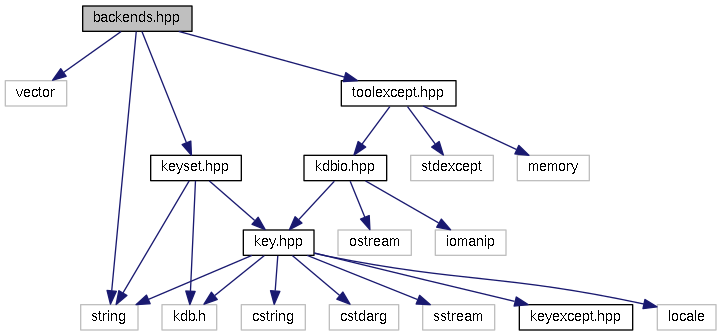 backends.hpp
vector
toolexcept.hpp
keyset.hpp
kdbio.hpp
stdexcept
memory
key.hpp
ostream
iomanip
string
kdb.h
cstring
cstdarg
sstream
keyexcept.hpp
locale